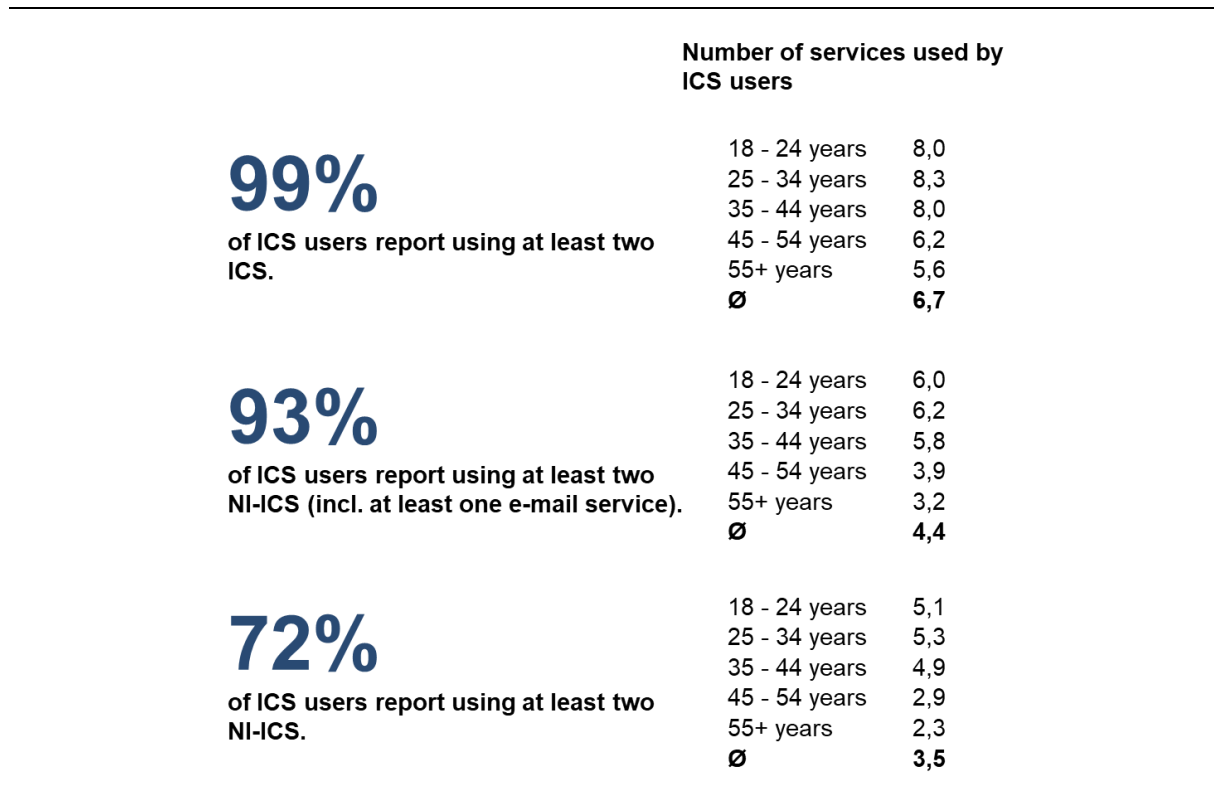 Number of services used by
ICS users
99%
of ICS users report using at least two
ICS.
18 - 24 years 8,0
25 - 34 years 8,3
35 - 44 years 8,0
45 - 54 years 6,2
55+ years 5,6
Ø 6,7
93%
of ICS users report using at least two
NI-ICS (incl. at least one e-mail service).
18 - 24 years 6,0
25 - 34 years 6,2
35 - 44 years 5,8
45 - 54 years 3,9
55+ years 3,2
Ø 4,4
72%
of ICS users report using at least two
NI-ICS.
18 - 24 years 5,1
25 - 34 years 5,3
35 - 44 years 4,9
45 - 54 years 2,9
55+ years 2,3
Ø 3,5